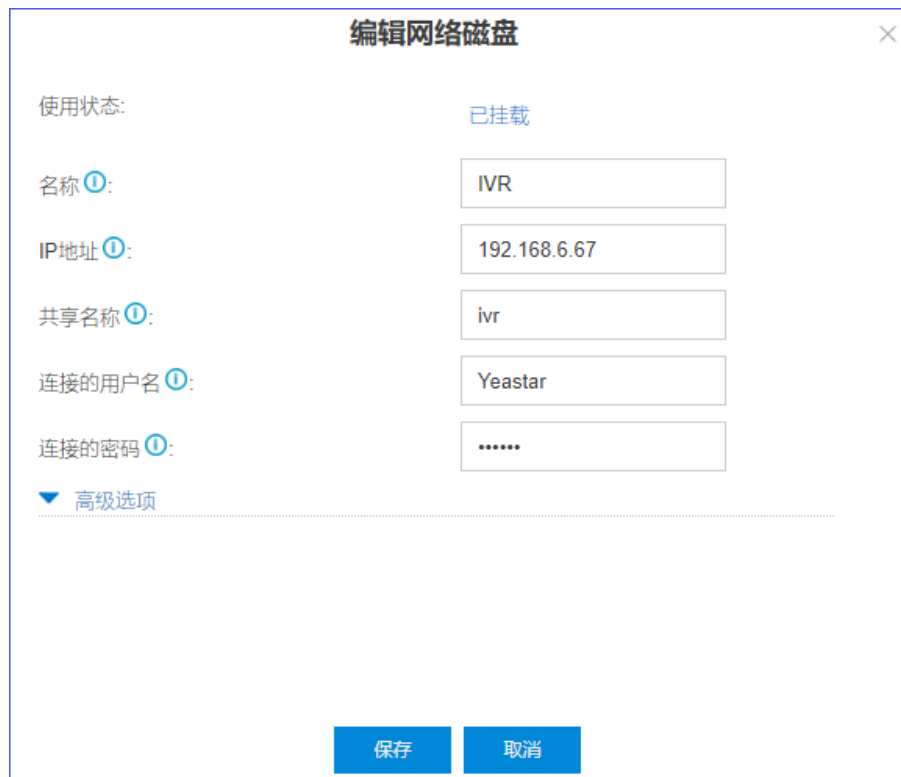 编辑网络磁盘
使用状态: 已挂载
名称: IVR
IP地址: 192.168.6.67
共享名称: ivr
连接的用户名: Yeastar
连接的密码: ••••••
高级选项
保存 取消